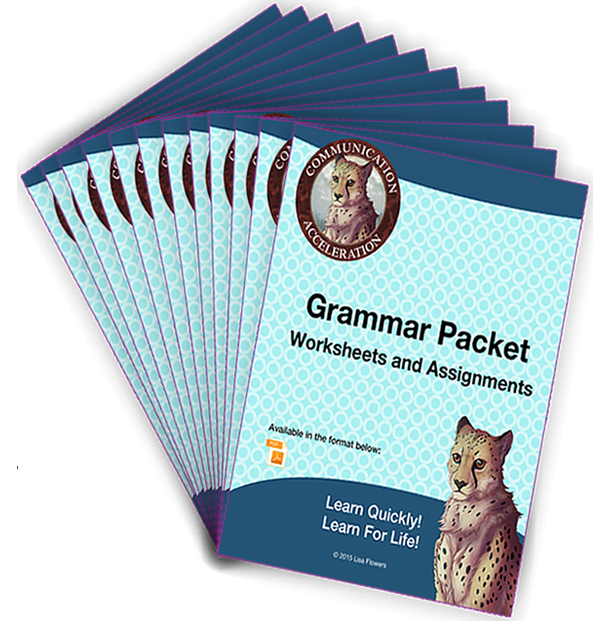 COMMUNICATION
ACCELERATION
Grammar Packet
Worksheets and Assignments
Available in the format below:
PDF
Learn Quickly!
Learn For Life!
© 2015 Lisa Flowers